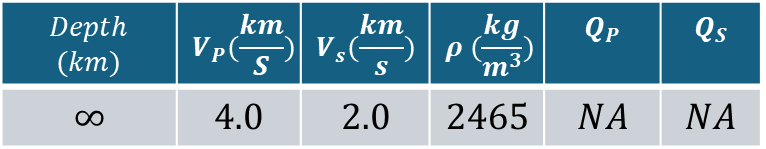 Depth (km) V_P (km/S) V_s (km/s) ρ (kg/m³) Q_P Q_S
∞ 4.0 2.0 2465 NA NA